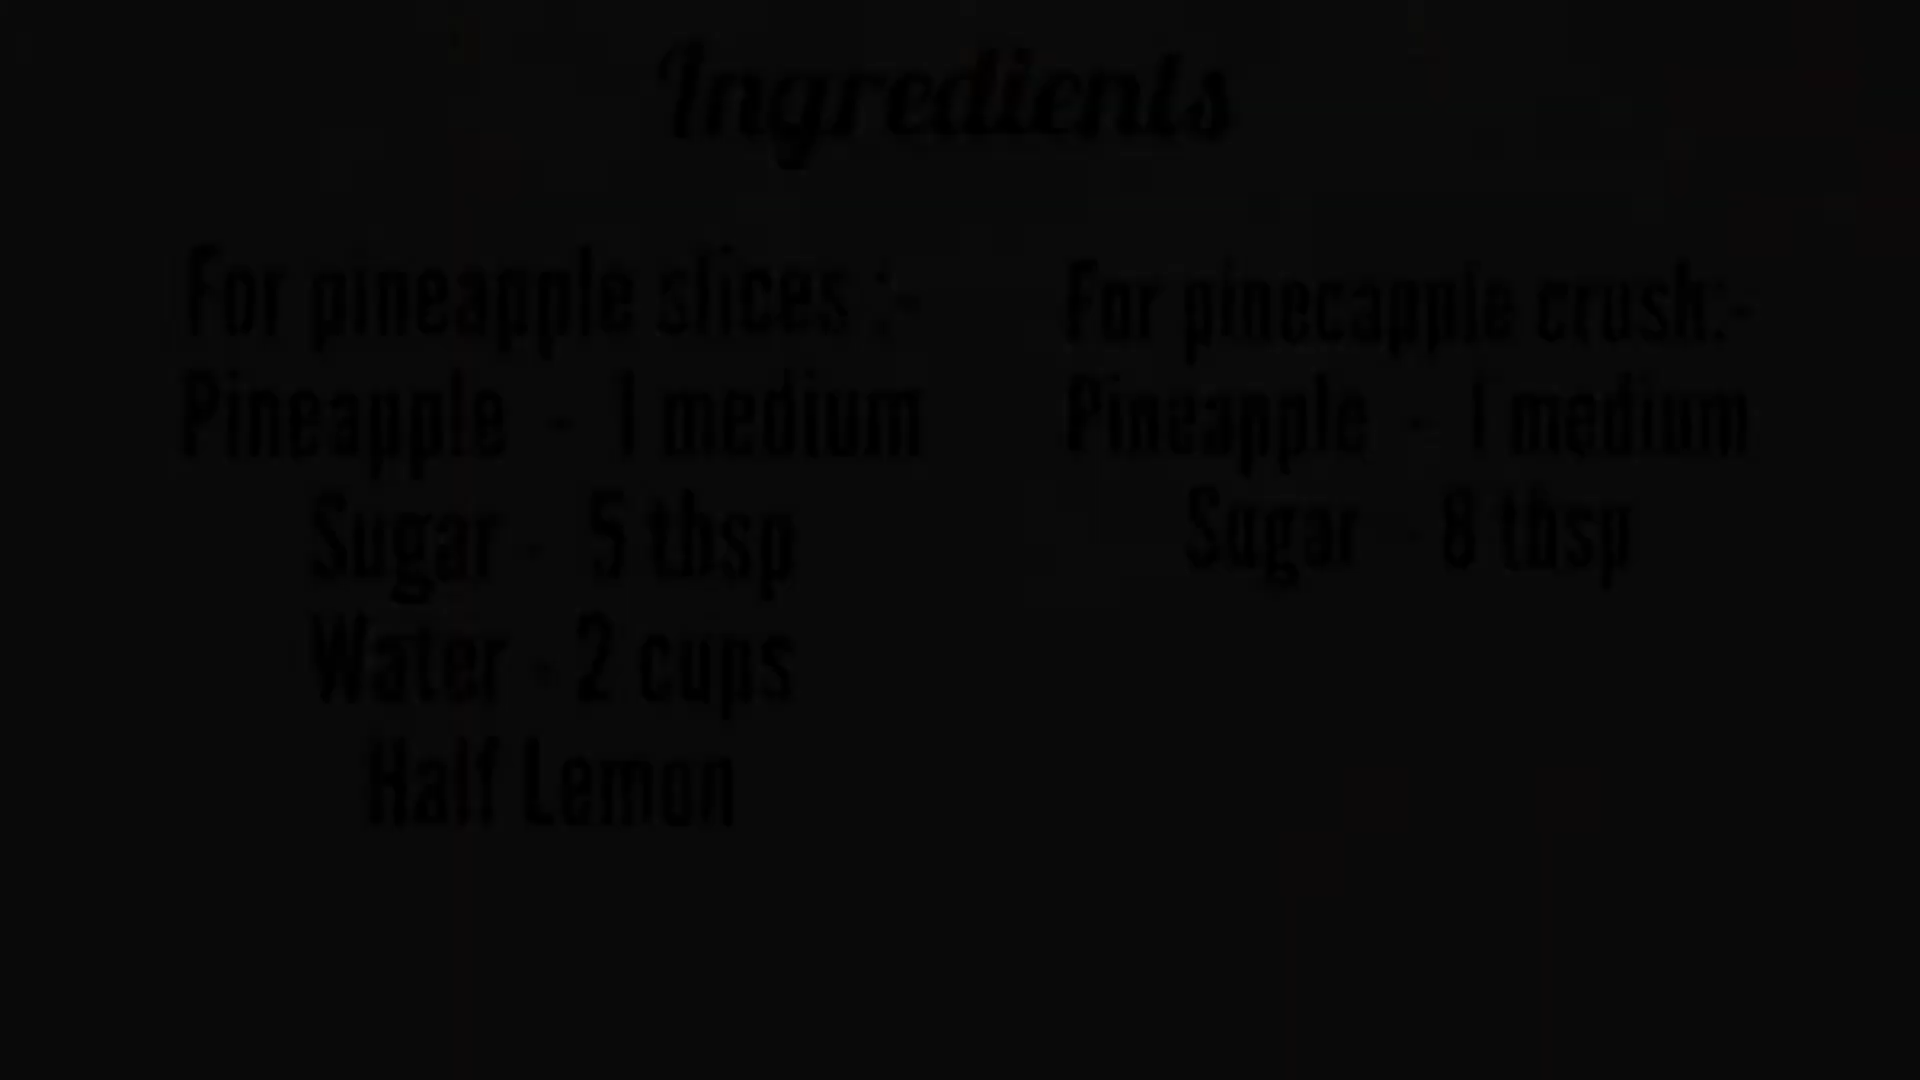 Ingredients
For pineapple slices :-
Pineapple - 1 medium
Sugar - 5 tbsp
Water - 2 cups
Half Lemon
For pinecapple crush:-
Pineapple - 1 medium
Sugar - 8 tbsp